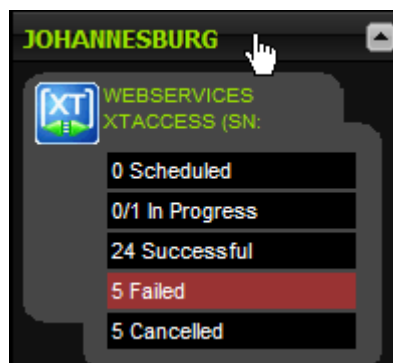 JOHANNESBURG
XT
WEBSERVICES
XTACCESS (SN:
0 Scheduled
0/1 In Progress
24 Successful
5 Failed
5 Cancelled